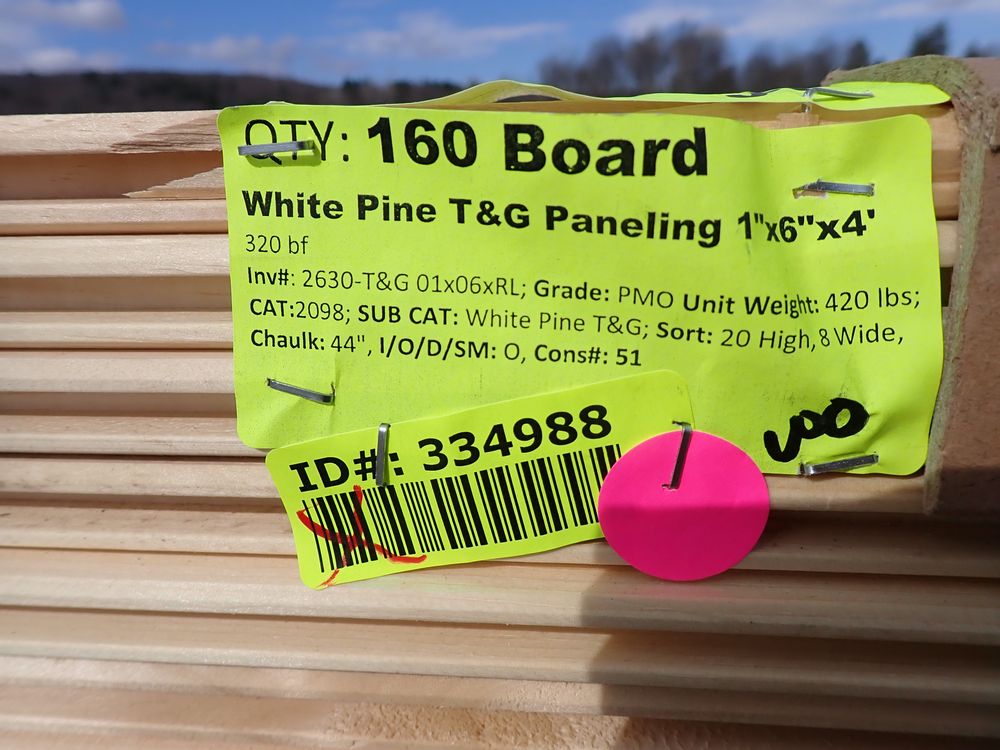 QTY: 160 Board
White Pine T&G Paneling 1"x6"x4'
320 bf
Inv#: 2630-T&G 01x06xRL; Grade: PMO Unit Weight: 420 lbs;
CAT:2098; SUB CAT: White Pine T&G; Sort: 20 High,8 Wide,
Chaulk: 44", I/O/D/SM: O, Cons#: 51
ID#: 334988